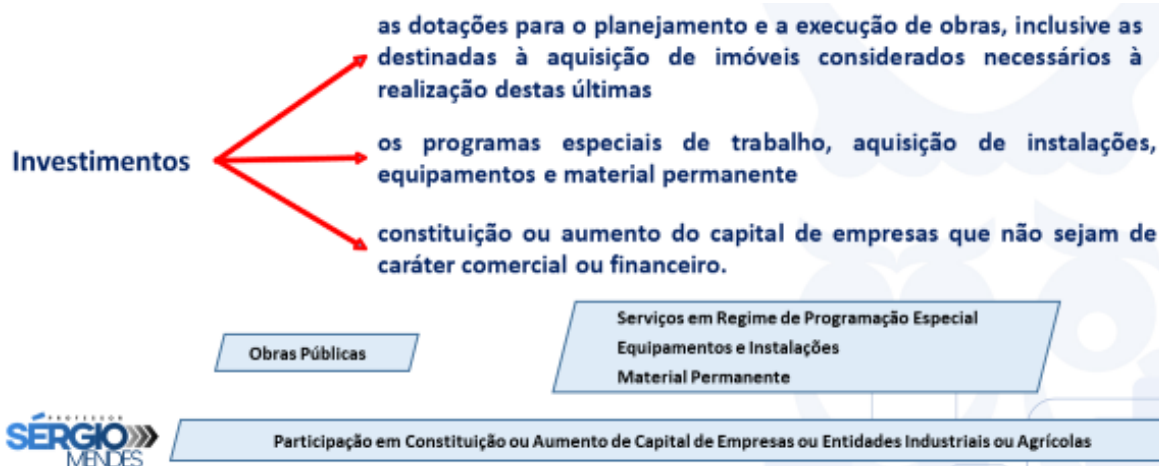 as dotações para o planejamento e a execução de obras, inclusive as
destinadas à aquisição de imóveis considerados necessários à
realização destas últimas
Investimentos
os programas especiais de trabalho, aquisição de instalações,
equipamentos e material permanente
constituição ou aumento do capital de empresas que não sejam de
caráter comercial ou financeiro.
Obras Públicas
Serviços em Regime de Programação Especial
Equipamentos e Instalações
Material Permanente
PROFESSOR
SÉRGIO
MENDES
Participação em Constituição ou Aumento de Capital de Empresas ou Entidades Industriais ou Agrícolas